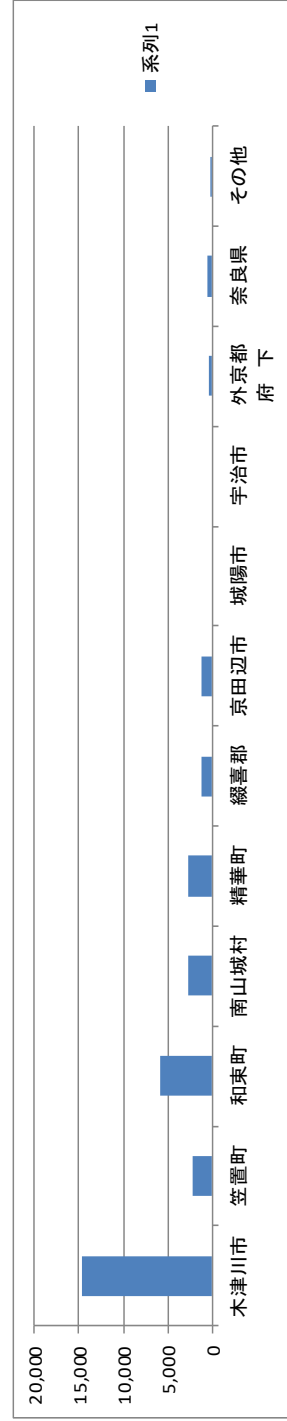 20,000
15,000
10,000
5,000
0
木津川市
笠置町
和束町
南山城村
精華町
綴喜郡
京田辺市
城陽市
宇治市
外京都
府　下
奈良県
その他
系列1